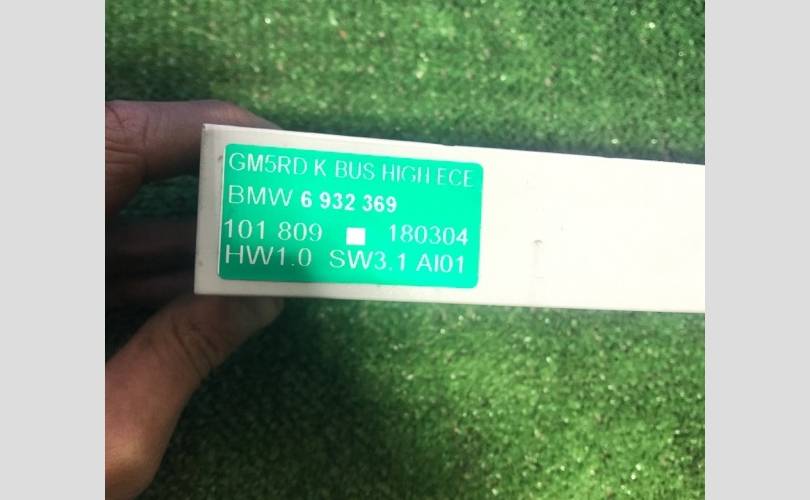 GM5RD K BUS HIGH ECE
BMW 6 932 369
101 809 180304
HW1.0 SW3.1 AI01